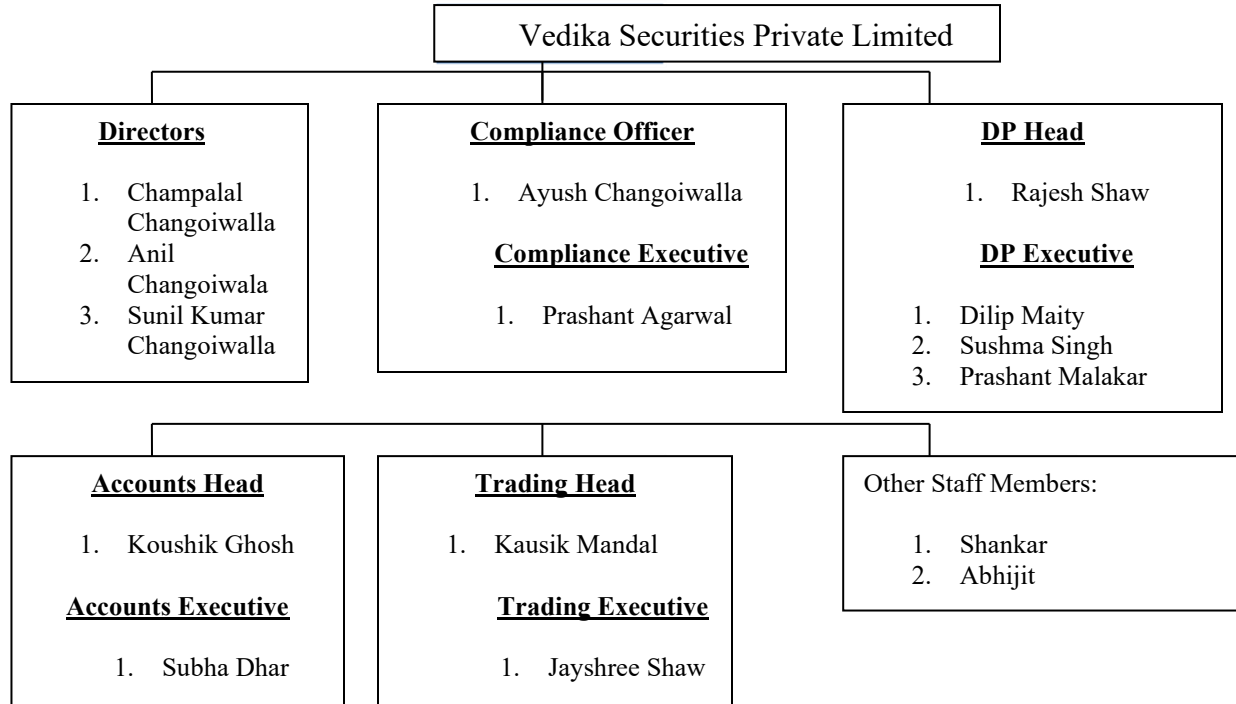 Vedika Securities Private Limited
Directors
1. Champalal
Changoiwalla
2. Anil
Changoiwala
3. Sunil Kumar
Changoiwalla
Compliance Officer
1. Ayush Changoiwalla
Compliance Executive
1. Prashant Agarwal
DP Head
1. Rajesh Shaw
DP Executive
1. Dilip Maity
2. Sushma Singh
3. Prashant Malakar
Accounts Head
1. Koushik Ghosh
Accounts Executive
1. Subha Dhar
Trading Head
1. Kausik Mandal
Trading Executive
1. Jayshree Shaw
Other Staff Members:
1. Shankar
2. Abhijit